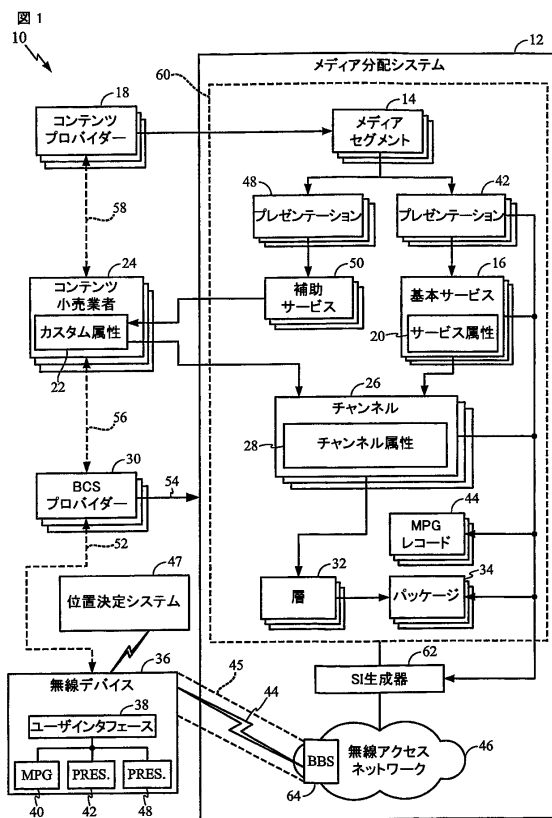 図1
10
12
メディア分配システム
60
18
コンテンツ
プロバイダー
14
メディア
セグメント
48
プレゼンテーション
42
プレゼンテーション
58
24
コンテンツ
小売業者
カスタム属性
22
50
補助
サービス
16
基本サービス
20
サービス属性
26
チャンネル
28
チャンネル属性
56
30
BCS
プロバイダー
54
52
44
MPG
レコード
47
位置決定システム
32
層
34
パッケージ
36
無線デバイス
38
ユーザインタフェース
MPG
PRES.
PRES.
40
42
48
45
44
62
SI生成器
BBS
64
無線アクセス
ネットワーク
46